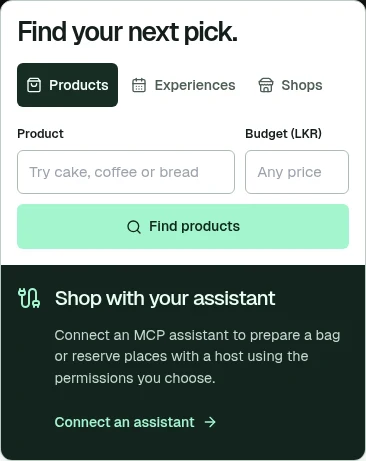 Find your next pick.
Products
Experiences
Shops
Product
Budget (LKR)
Try cake, coffee or bread
Any price
Find products
Shop with your assistant
Connect an MCP assistant to prepare a bag
or reserve places with a host using the
permissions you choose.
Connect an assistant →